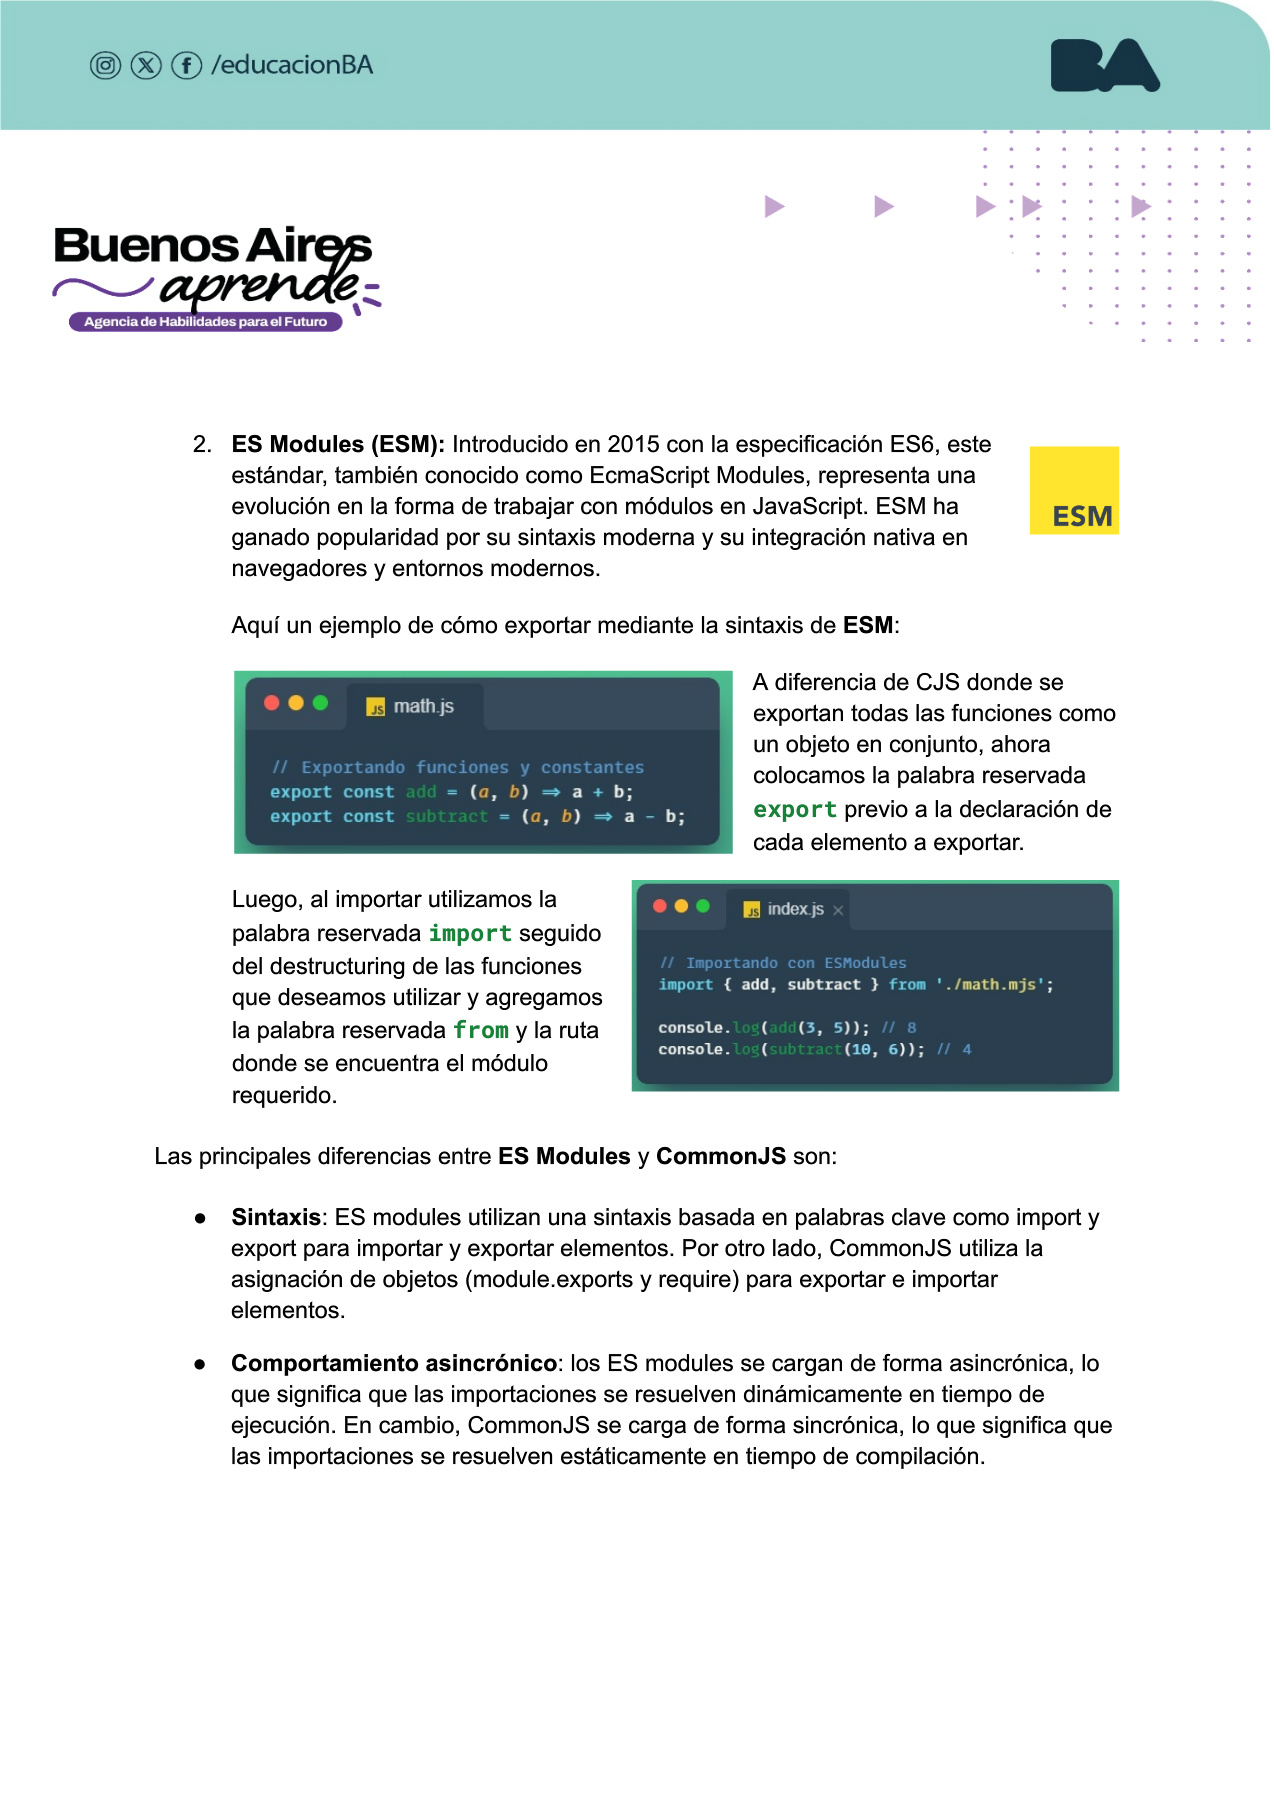 /educacionBA
BA
Buenos Aires
aprende
Agencia de Habilidades para el Futuro
2. ES Modules (ESM): Introducido en 2015 con la especificación ES6, este
estándar, también conocido como EcmaScript Modules, representa una
evolución en la forma de trabajar con módulos en JavaScript. ESM ha
ganado popularidad por su sintaxis moderna y su integración nativa en
navegadores y entornos modernos.
ESM
Aquí un ejemplo de cómo exportar mediante la sintaxis de ESM:
JS math.js
// Exportando funciones y constantes
export const add = (a, b) ⇒ a + b;
export const subtract = (a, b) ⇒ a - b;
A diferencia de CJS donde se
exportan todas las funciones como
un objeto en conjunto, ahora
colocamos la palabra reservada
export previo a la declaración de
cada elemento a exportar.
Luego, al importar utilizamos la
palabra reservada import seguido
del destructuring de las funciones
que deseamos utilizar y agregamos
la palabra reservada from y la ruta
donde se encuentra el módulo
requerido.
JS index.js ×
// Importando con ESModules
import { add, subtract } from './math.mjs';
console.log(add(3, 5)); // 8
console.log(subtract(10, 6)); // 4
Las principales diferencias entre ES Modules y CommonJS son:
● Sintaxis: ES modules utilizan una sintaxis basada en palabras clave como import y
export para importar y exportar elementos. Por otro lado, CommonJS utiliza la
asignación de objetos (module.exports y require) para exportar e importar
elementos.
● Comportamiento asincrónico: los ES modules se cargan de forma asincrónica, lo
que significa que las importaciones se resuelven dinámicamente en tiempo de
ejecución. En cambio, CommonJS se carga de forma sincrónica, lo que significa que
las importaciones se resuelven estáticamente en tiempo de compilación.